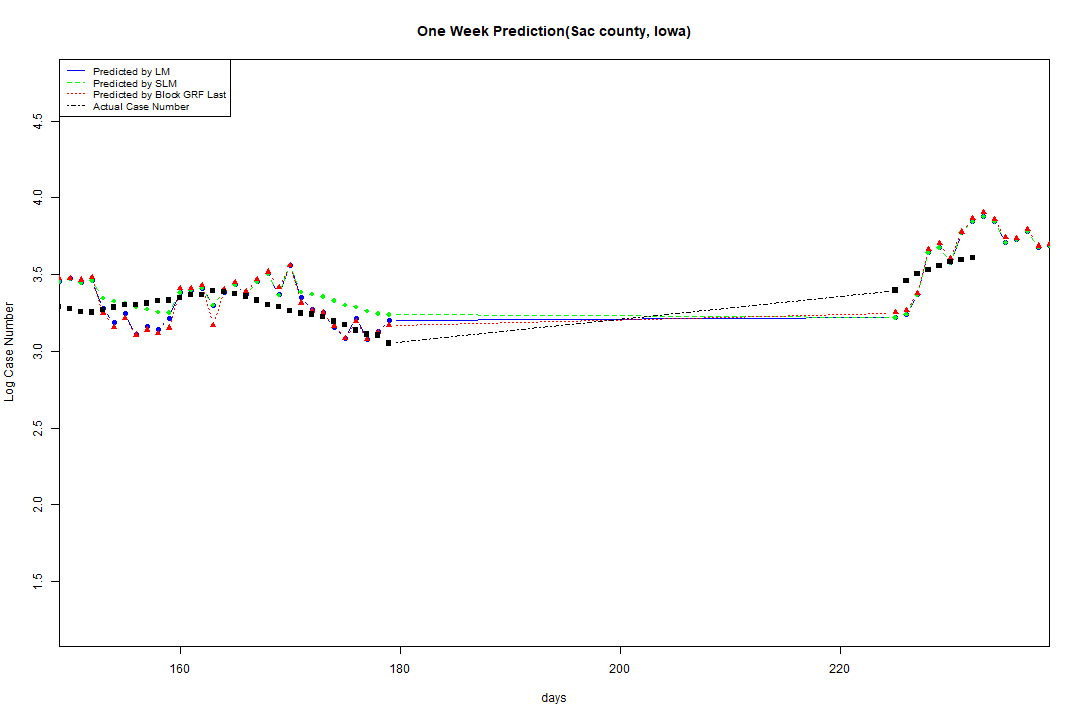 One Week Prediction(Sac county, Iowa)
Predicted by LM
Predicted by SLM
Predicted by Block GRF Last
Actual Case Number
4.5
4.0
3.5
3.0
2.5
2.0
1.5
Log Case Number
160 180 200 220
days